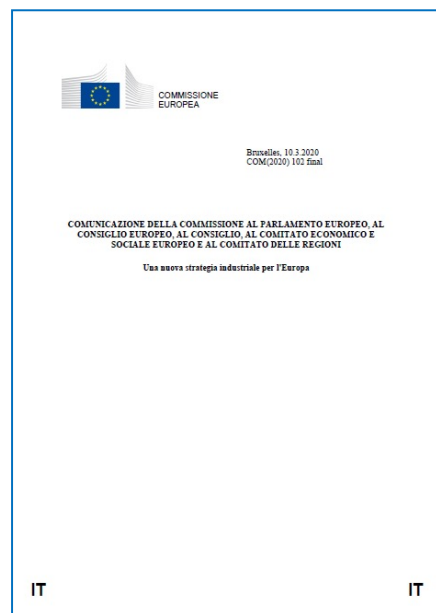 COMMISSIONE
EUROPEA
Bruxelles, 10.3.2020
COM(2020) 102 final
COMUNICAZIONE DELLA COMMISSIONE AL PARLAMENTO EUROPEO, AL
CONSIGLIO EUROPEO, AL CONSIGLIO, AL COMITATO ECONOMICO E
SOCIALE EUROPEO E AL COMITATO DELLE REGIONI
Una nuova strategia industriale per l'Europa
IT
IT